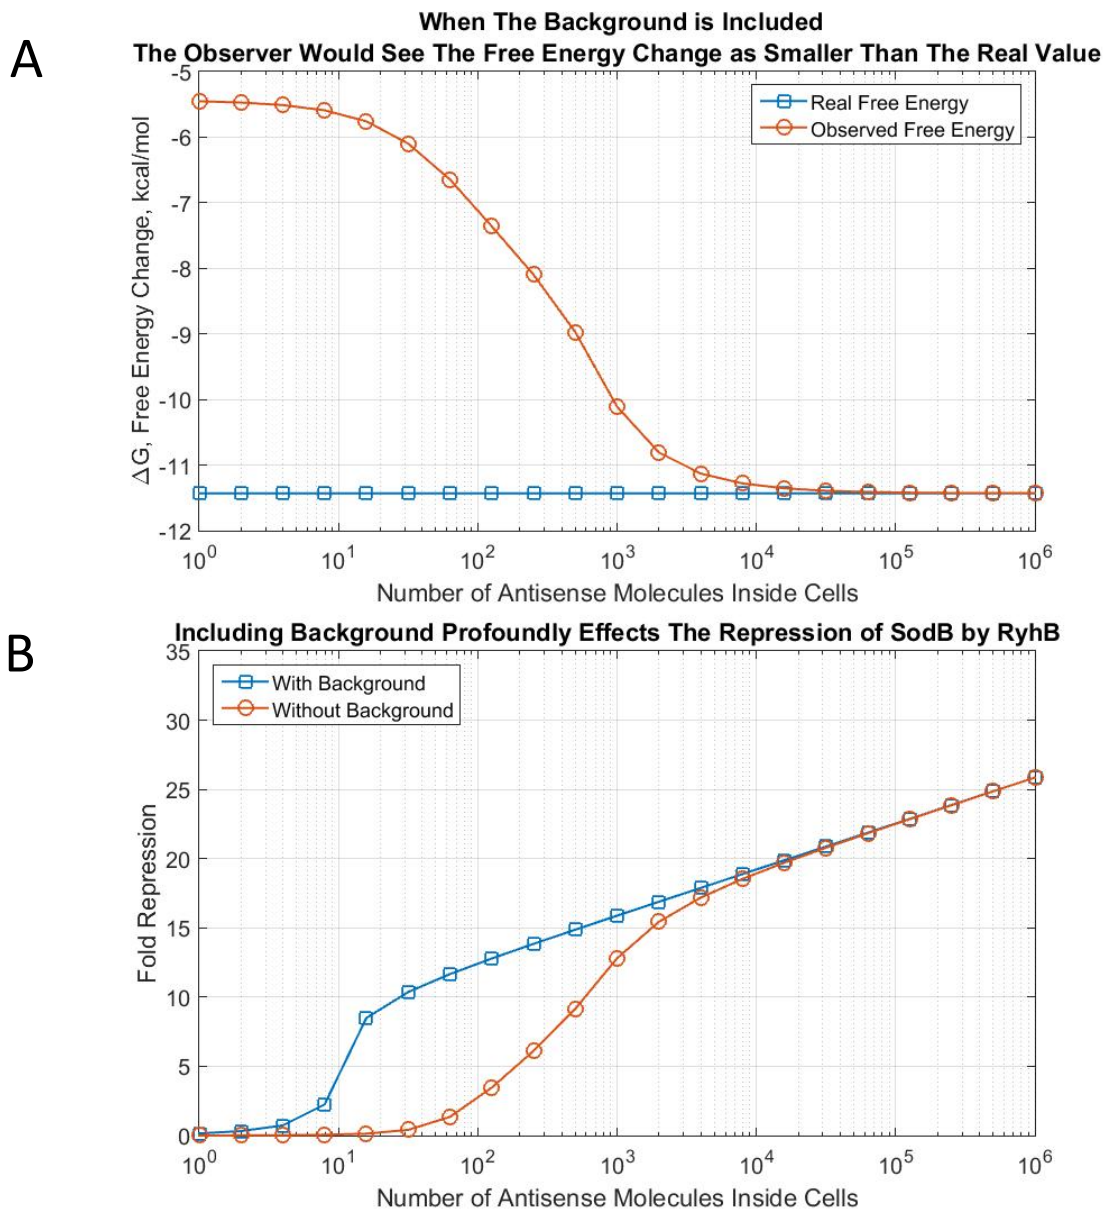 A
When The Background is Included
The Observer Would See The Free Energy Change as Smaller Than The Real Value
-5
-6
-7
-8
-9
-10
-11
-12
ΔG, Free Energy Change, kcal/mol
Real Free Energy
Observed Free Energy
10^0 10^1 10^2 10^3 10^4 10^5 10^6
Number of Antisense Molecules Inside Cells
B
Including Background Profoundly Effects The Repression of SodB by RyhB
35
30
25
20
15
10
5
0
Fold Repression
With Background
Without Background
10^0 10^1 10^2 10^3 10^4 10^5 10^6
Number of Antisense Molecules Inside Cells